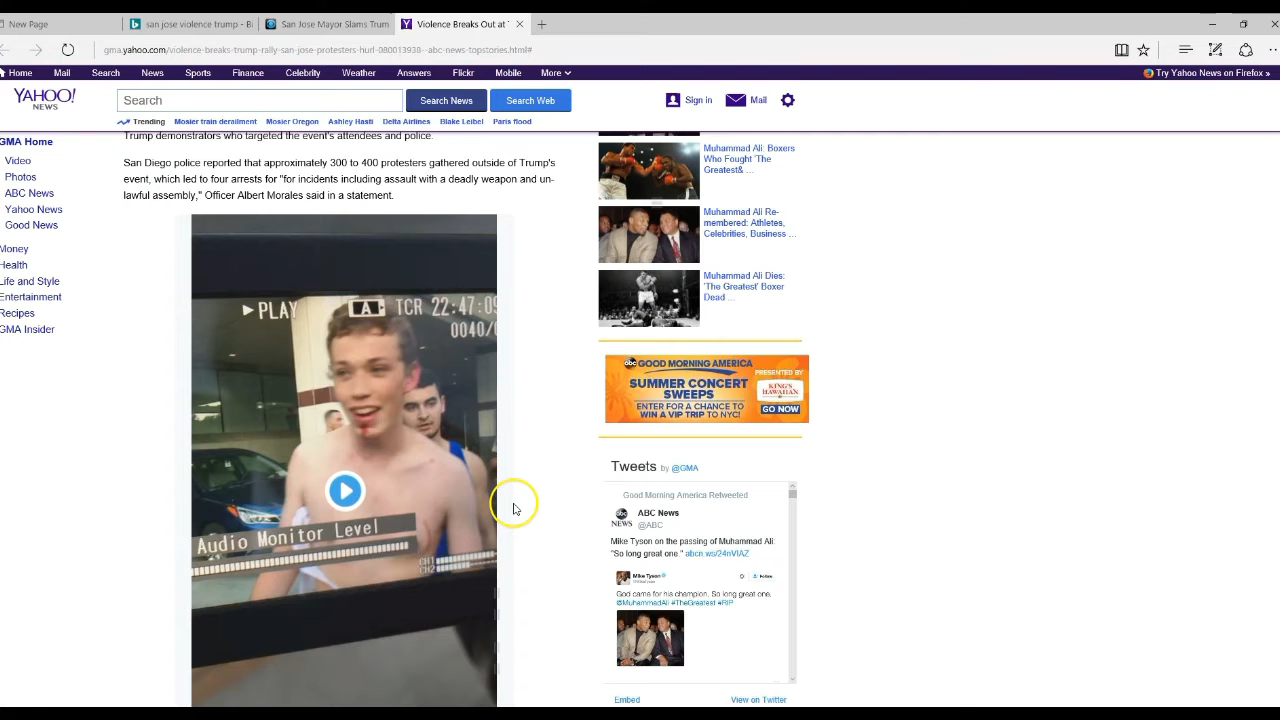 New Page
san jose violence trump - Bi
San Jose Mayor Slams Trum
Violence Breaks Out at T
gma.yahoo.com/violence-breaks-trump-rally-san-jose-protesters-hurl-080013938--abc-news-topstories.html#
Home Mail Search News Sports Finance Celebrity Weather Answers Flickr Mobile More
Try Yahoo News on Firefox »
YAHOO!
NEWS
Search
Search News
Search Web
Sign in
Mail
Trending Mosier train derailment Mosier Oregon Ashley Hasti Delta Airlines Blake Leibel Paris flood
GMA Home
Video
Photos
ABC News
Yahoo News
Good News
Money
Health
Life and Style
Entertainment
Recipes
GMA Insider
Trump demonstrators who targeted the event's attendees and police.
San Diego police reported that approximately 300 to 400 protesters gathered outside of Trump's
event, which led to four arrests for "for incidents including assault with a deadly weapon and un-
lawful assembly," Officer Albert Morales said in a statement.
PLAY A TCR 22:47:09
0040/
Audio Monitor Level
CH1
CH2
Muhammad Ali: Boxers
Who Fought 'The
Greatest& ...
Muhammad Ali Re-
membered: Athletes,
Celebrities, Business ...
Muhammad Ali Dies:
'The Greatest' Boxer
Dead ...
abc GOOD MORNING AMERICA
SUMMER CONCERT
SWEEPS
ENTER FOR A CHANCE TO
WIN A VIP TRIP TO NYC!
PRESENTED BY
KING'S
HAWAIIAN
GO NOW
Tweets by @GMA
Good Morning America Retweeted
abc
NEWS
ABC News
@ABC
Mike Tyson on the passing of Muhammad Ali:
"So long great one." abcn.ws/24nVIAZ
Mike Tyson
Follow
God came for his champion. So long great one.
@MuhammadAli #TheGreatest #RIP
Embed
View on Twitter